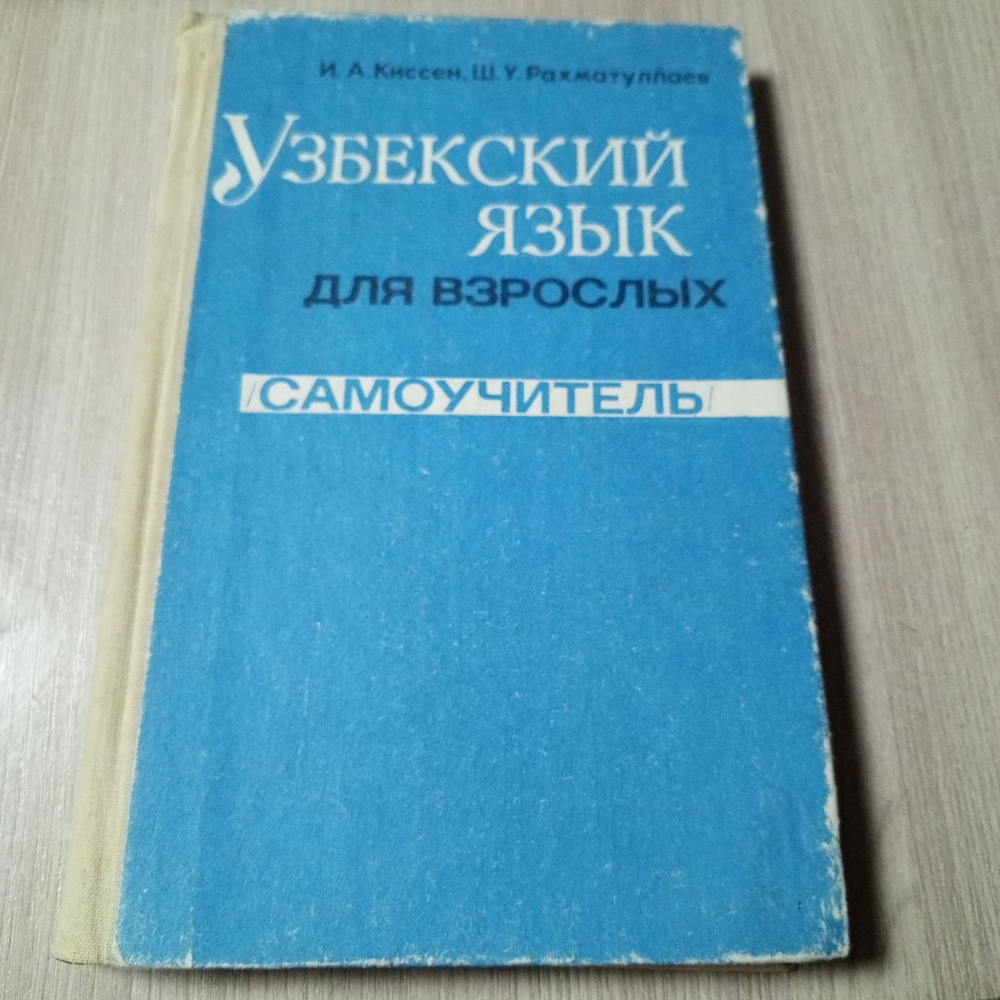 И. А. Киссен, Ш. У. Рахматуллаев
Узбекский
язык
для взрослых
/самоучитель/